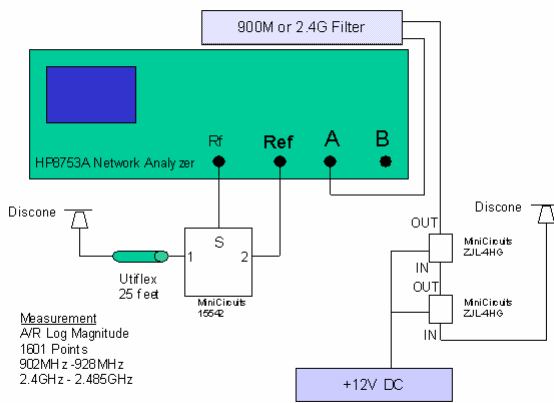 900M or 2.4G Filter
Rf
Ref
A
B
HP8753A Network Analyzer
Discone
S
1
2
Utiflex
25 feet
MiniCircuits
15542
Measurement
A/R Log Magnitude
1601 Points
902MHz -928MHz
2.4GHz - 2.485GHz
Discone
OUT
MiniCircuits
ZJL-4HG
IN
OUT
MiniCircuits
ZJL-4HG
IN
+12V DC